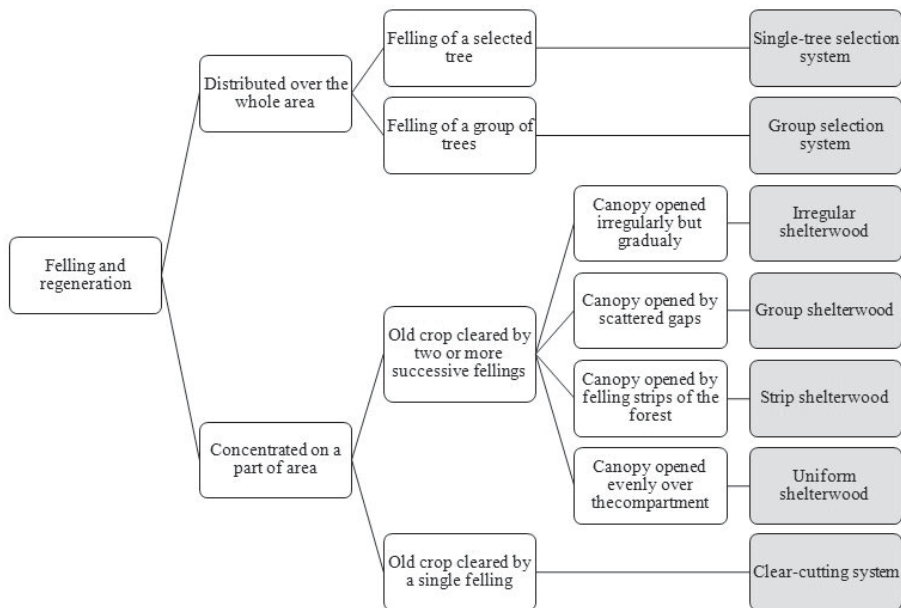 Felling of a selected
tree
Single-tree selection
system
Distributed over the
whole area
Felling of a group of
trees
Group selection
system
Canopy opened
irregularly but
gradualy
Irregular
shelterwood
Felling and
regeneration
Canopy opened by
scattered gaps
Group shelterwood
Old crop cleared by
two or more
successive fellings
Canopy opened by
felling strips of the
forest
Strip shelterwood
Concentrated on a
part of area
Canopy opened
evenly over
thecompartment
Uniform
shelterwood
Old crop cleared by
a single felling
Clear-cutting system